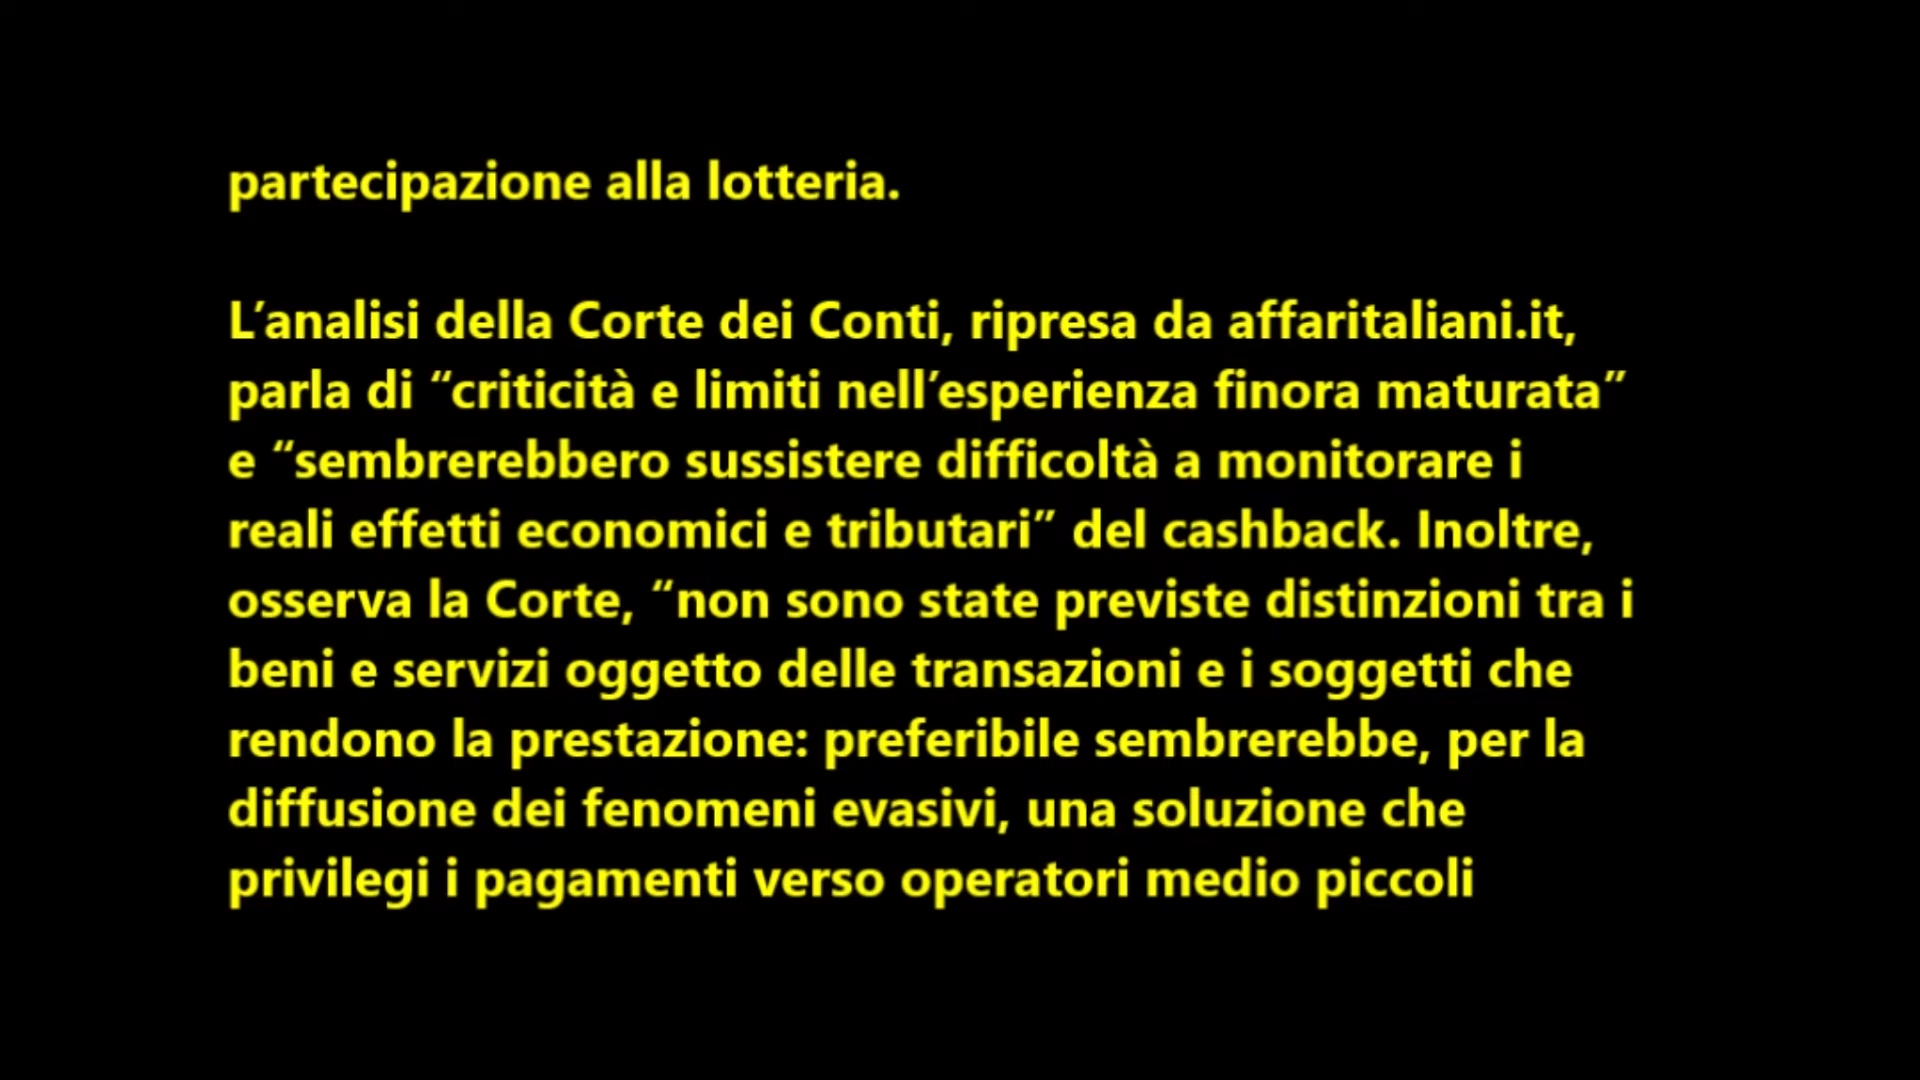 partecipazione alla lotteria.
L’analisi della Corte dei Conti, ripresa da affaritaliani.it,
parla di “criticità e limiti nell’esperienza finora maturata”
e “sembrerebbero sussistere difficoltà a monitorare i
reali effetti economici e tributari” del cashback. Inoltre,
osserva la Corte, “non sono state previste distinzioni tra i
beni e servizi oggetto delle transazioni e i soggetti che
rendono la prestazione: preferibile sembrerebbe, per la
diffusione dei fenomeni evasivi, una soluzione che
privilegi i pagamenti verso operatori medio piccoli